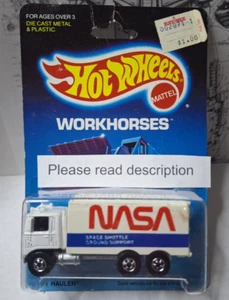 FOR AGES OVER 3
DIE CAST METAL
& PLASTIC.
$1.00
Hot Wheels
MATTEL
WORKHORSES
Please read description
NASA
SPACE SHUTTLE
GROUND SUPPORT
HAULER